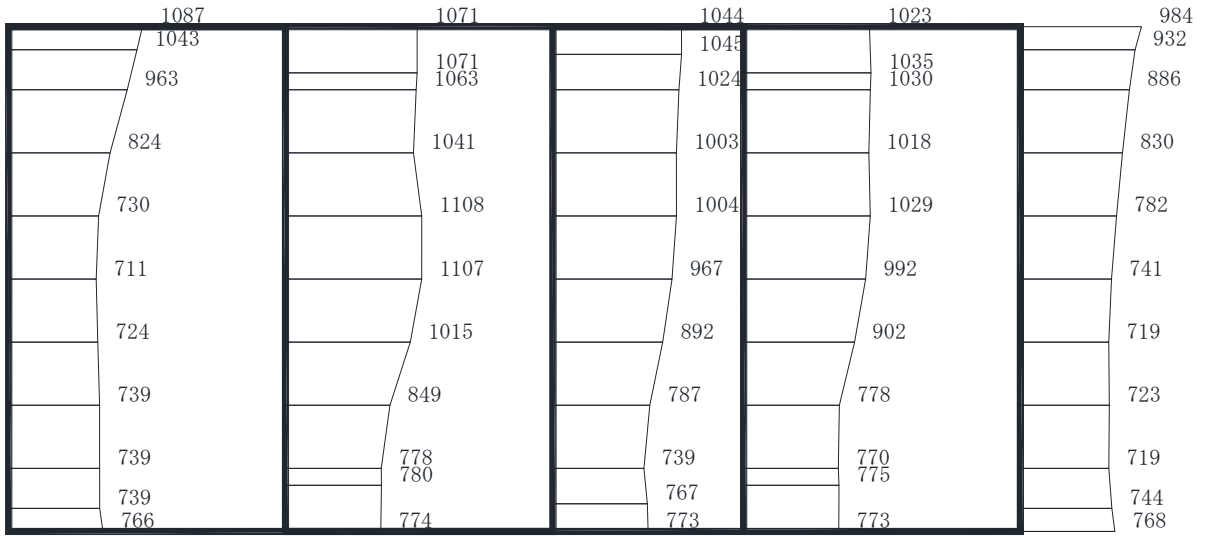 1087 1071 1044 1023 984
1043 1045 932
1071 1035
963 1063 1024 1030 886
824 1041 1003 1018 830
730 1108 1004 1029 782
711 1107 967 992 741
724 1015 892 902 719
739 849 787 778 723
739 778 739 770 719
780 775
739 767 744
766 774 773 773 768